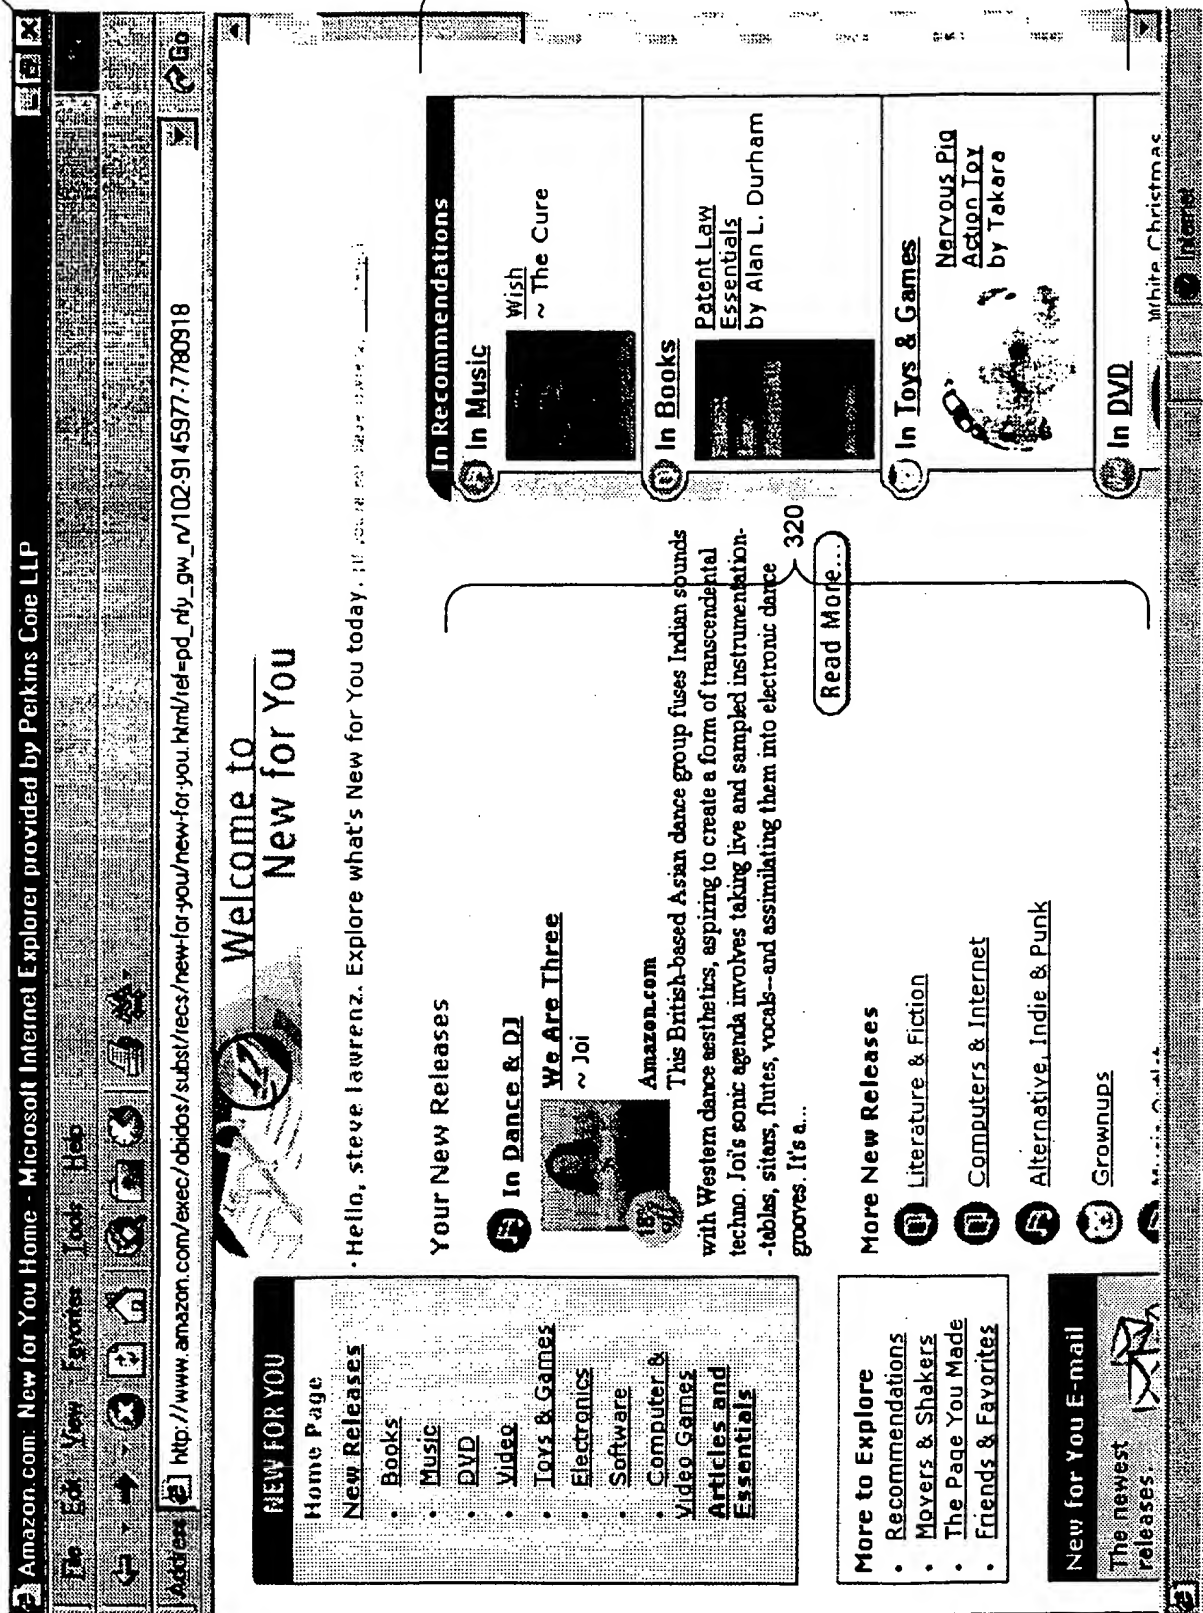 Amazon.com: New for You Home - Microsoft Internet Explorer provided by Perkins Coie LLP
File Edit View Favorites Tools Help
Address http://www.amazon.com/exec/obidos/subst/recs/new-for-you/new-for-you.html/ref=pd_nfy_gw_n/102-9145977-7780918 Go
Welcome to
New for You
NEW FOR YOU
Home Page
New Releases
• Books
• Music
• DVD
• Video
• Toys & Games
• Electronics
• Software
• Computer &
Video Games
Articles and
Essentials
More to Explore
• Recommendations
• Movers & Shakers
• The Page You Made
• Friends & Favorites
New for You E-mail
The newest
releases.
Hello, steve lawrenz. Explore what's New for You today.
Your New Releases
In Dance & DJ
We Are Three
~ Joi
18% off
Amazon.com
This British-based Asian dance group fuses Indian sounds
with Western dance aesthetics, aspiring to create a form of transcendental
techno. Joi's sonic agenda involves taking live and sampled instrumentation-
-tablas, sitars, flutes, vocals--and assimilating them into electronic dance
grooves. It's a...
320
Read More...
More New Releases
Literature & Fiction
Computers & Internet
Alternative, Indie & Punk
Grownups
In Recommendations
In Music
Wish
~ The Cure
In Books
Patent Law
Essentials
by Alan L. Durham
In Toys & Games
Nervous Pig
Action Toy
by Takara
In DVD
White Christmas
Internet